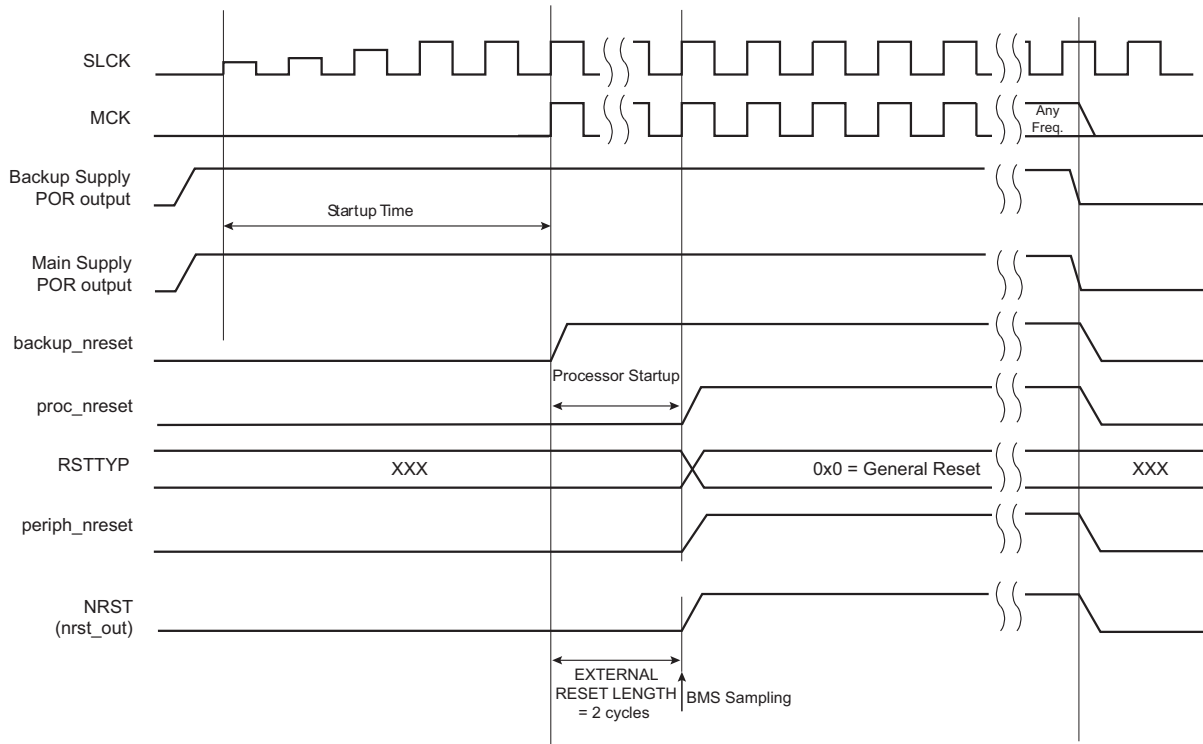 SLCK
MCK
Any
Freq.
Backup Supply
POR output
Startup Time
Main Supply
POR output
backup_nreset
Processor Startup
proc_nreset
RSTTYP
XXX
0x0 = General Reset
XXX
periph_nreset
NRST
(nrst_out)
EXTERNAL
RESET LENGTH
= 2 cycles
BMS Sampling